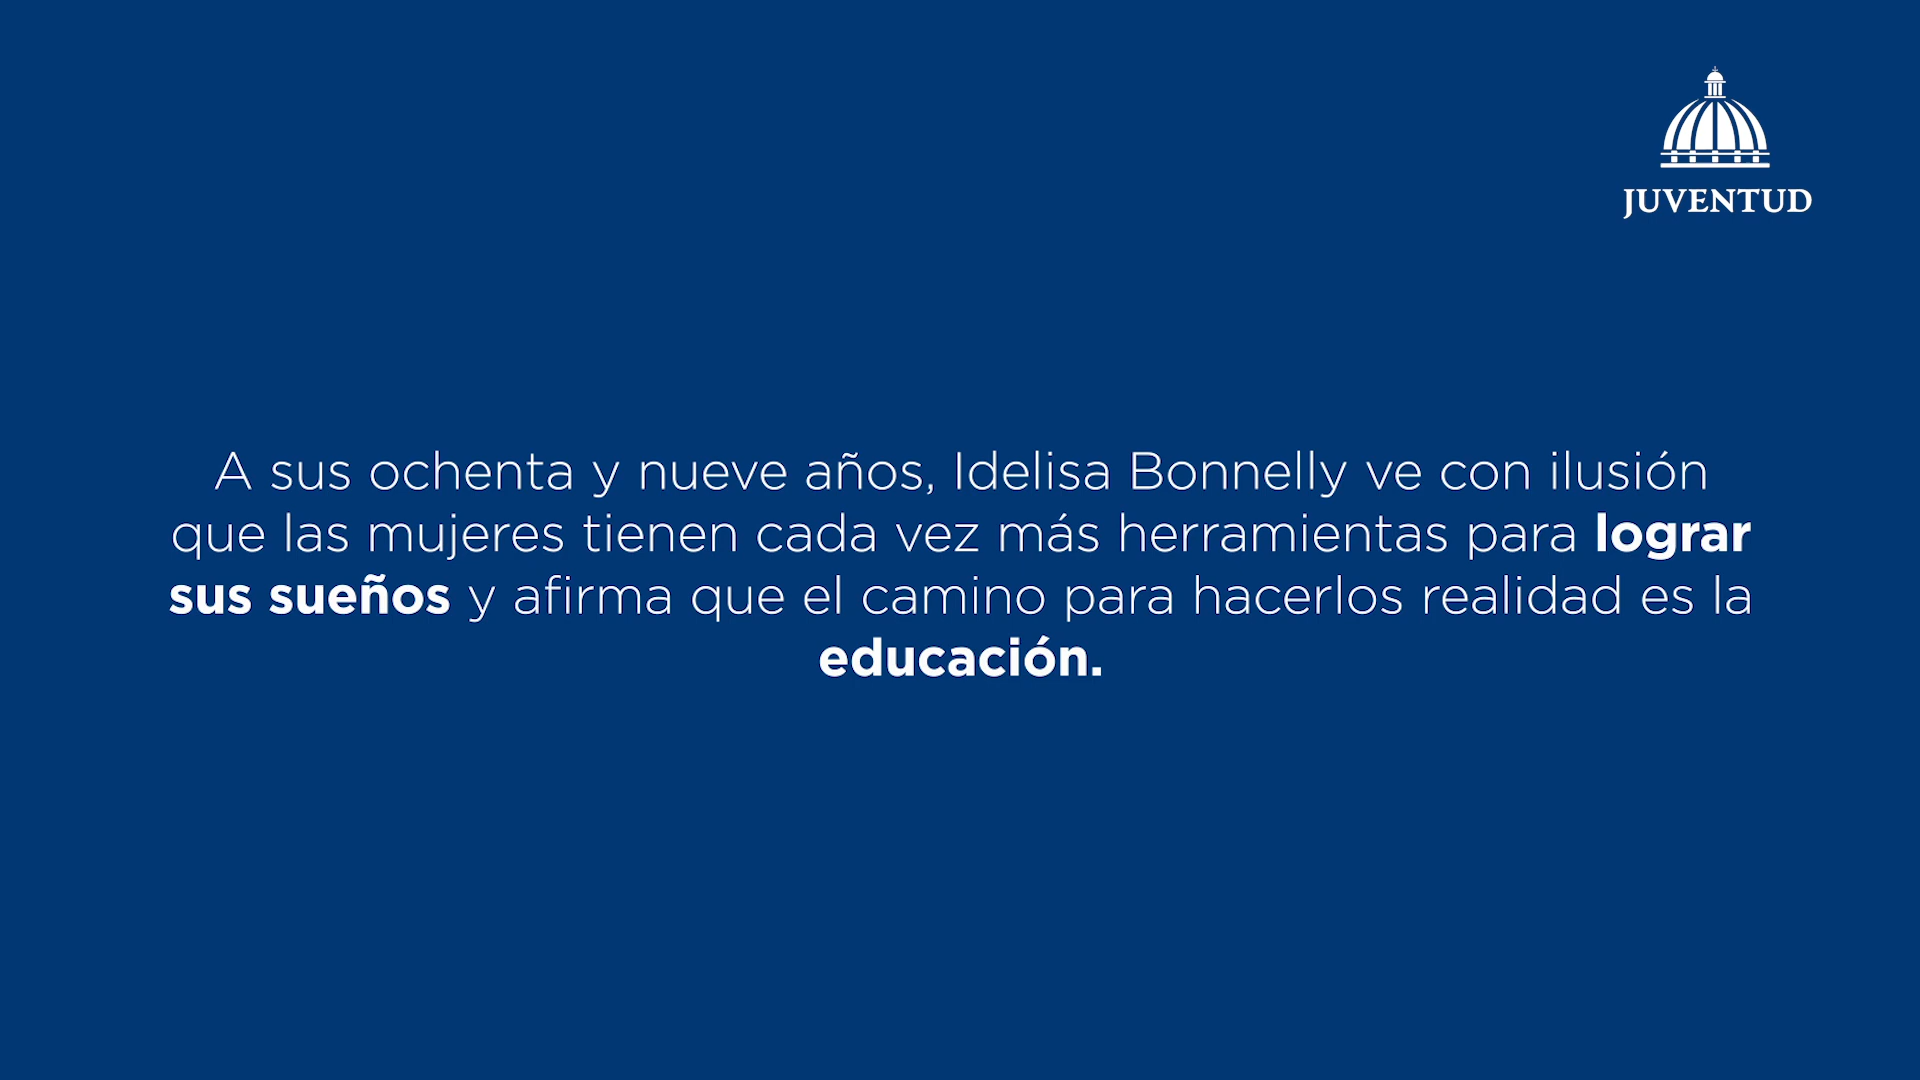 JUVENTUD
A sus ochenta y nueve años, Idelisa Bonnelly ve con ilusión
que las mujeres tienen cada vez más herramientas para lograr
sus sueños y afirma que el camino para hacerlos realidad es la
educación.